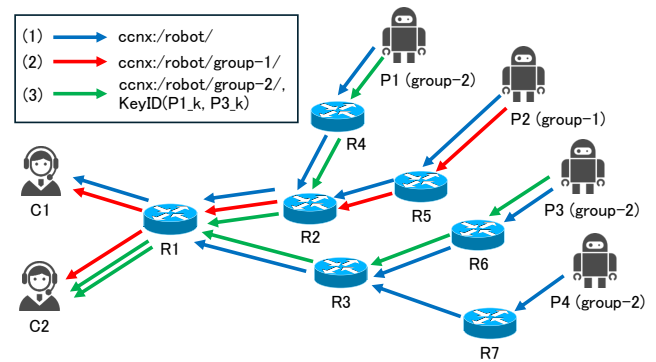 (1) ccnx:/robot/
(2) ccnx:/robot/group-1/
(3) ccnx:/robot/group-2/,
KeyID(P1_k, P3_k)
P1 (group-2)
P2 (group-1)
R4
P3 (group-2)
C1
R5
R2
R1
R6
P4 (group-2)
R3
C2
R7